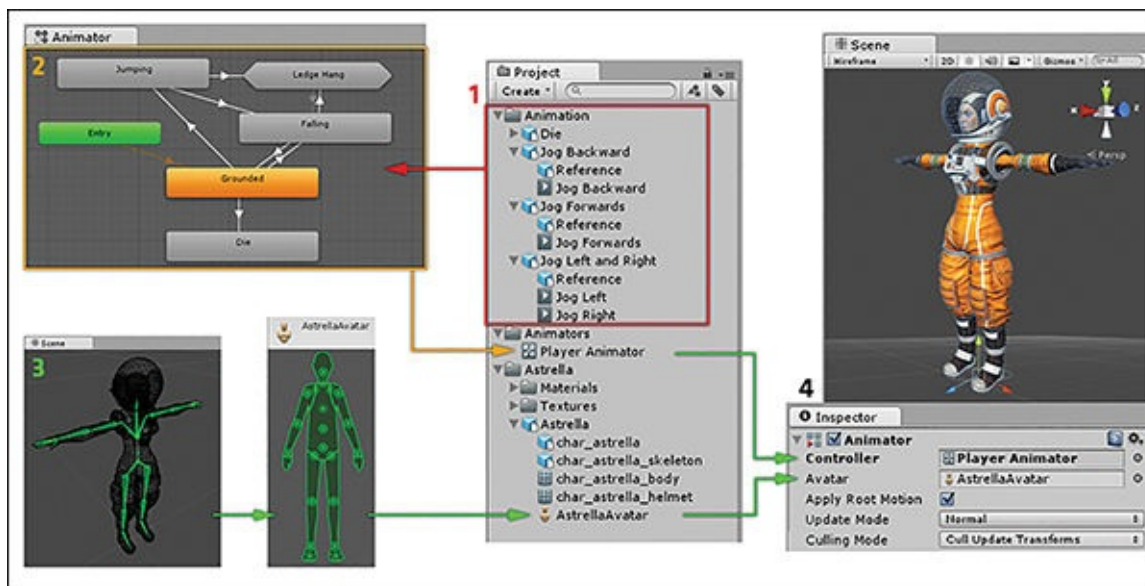 Animator
2
Jumping
Ledge Hang
Falling
Entry
Grounded
Die
1
Project
Create
Animation
Die
Jog Backward
Reference
Jog Backward
Jog Forwards
Reference
Jog Forwards
Jog Left and Right
Reference
Jog Left
Jog Right
Animators
Player Animator
Astrella
Materials
Textures
Astrella
char_astrella
char_astrella_skeleton
char_astrella_body
char_astrella_helmet
AstrellaAvatar
Scene
3
AstrellaAvatar
Scene
Wireframe 2D Gizmos All
y
x z
Persp
4
Inspector
Animator
Controller Player Animator
Avatar AstrellaAvatar
Apply Root Motion
Update Mode Normal
Culling Mode Cull Update Transforms